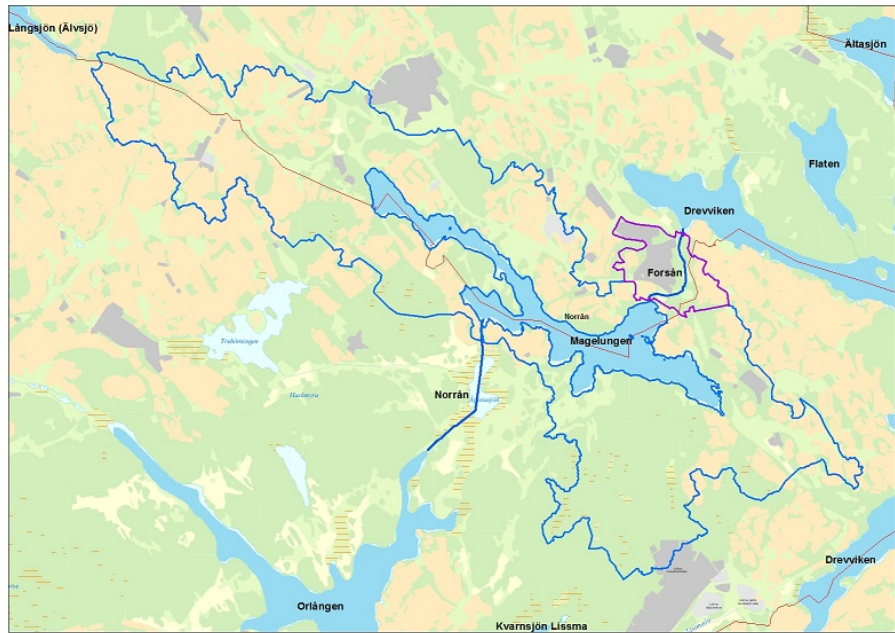 Långsjön (Älvsjö)
Ältasjön
Flaten
Drevviken
Forsån
Norrån
Magelungen
Trehörningen
Norrån
Drevviken
Orlången
Kvarnsjön Lissma